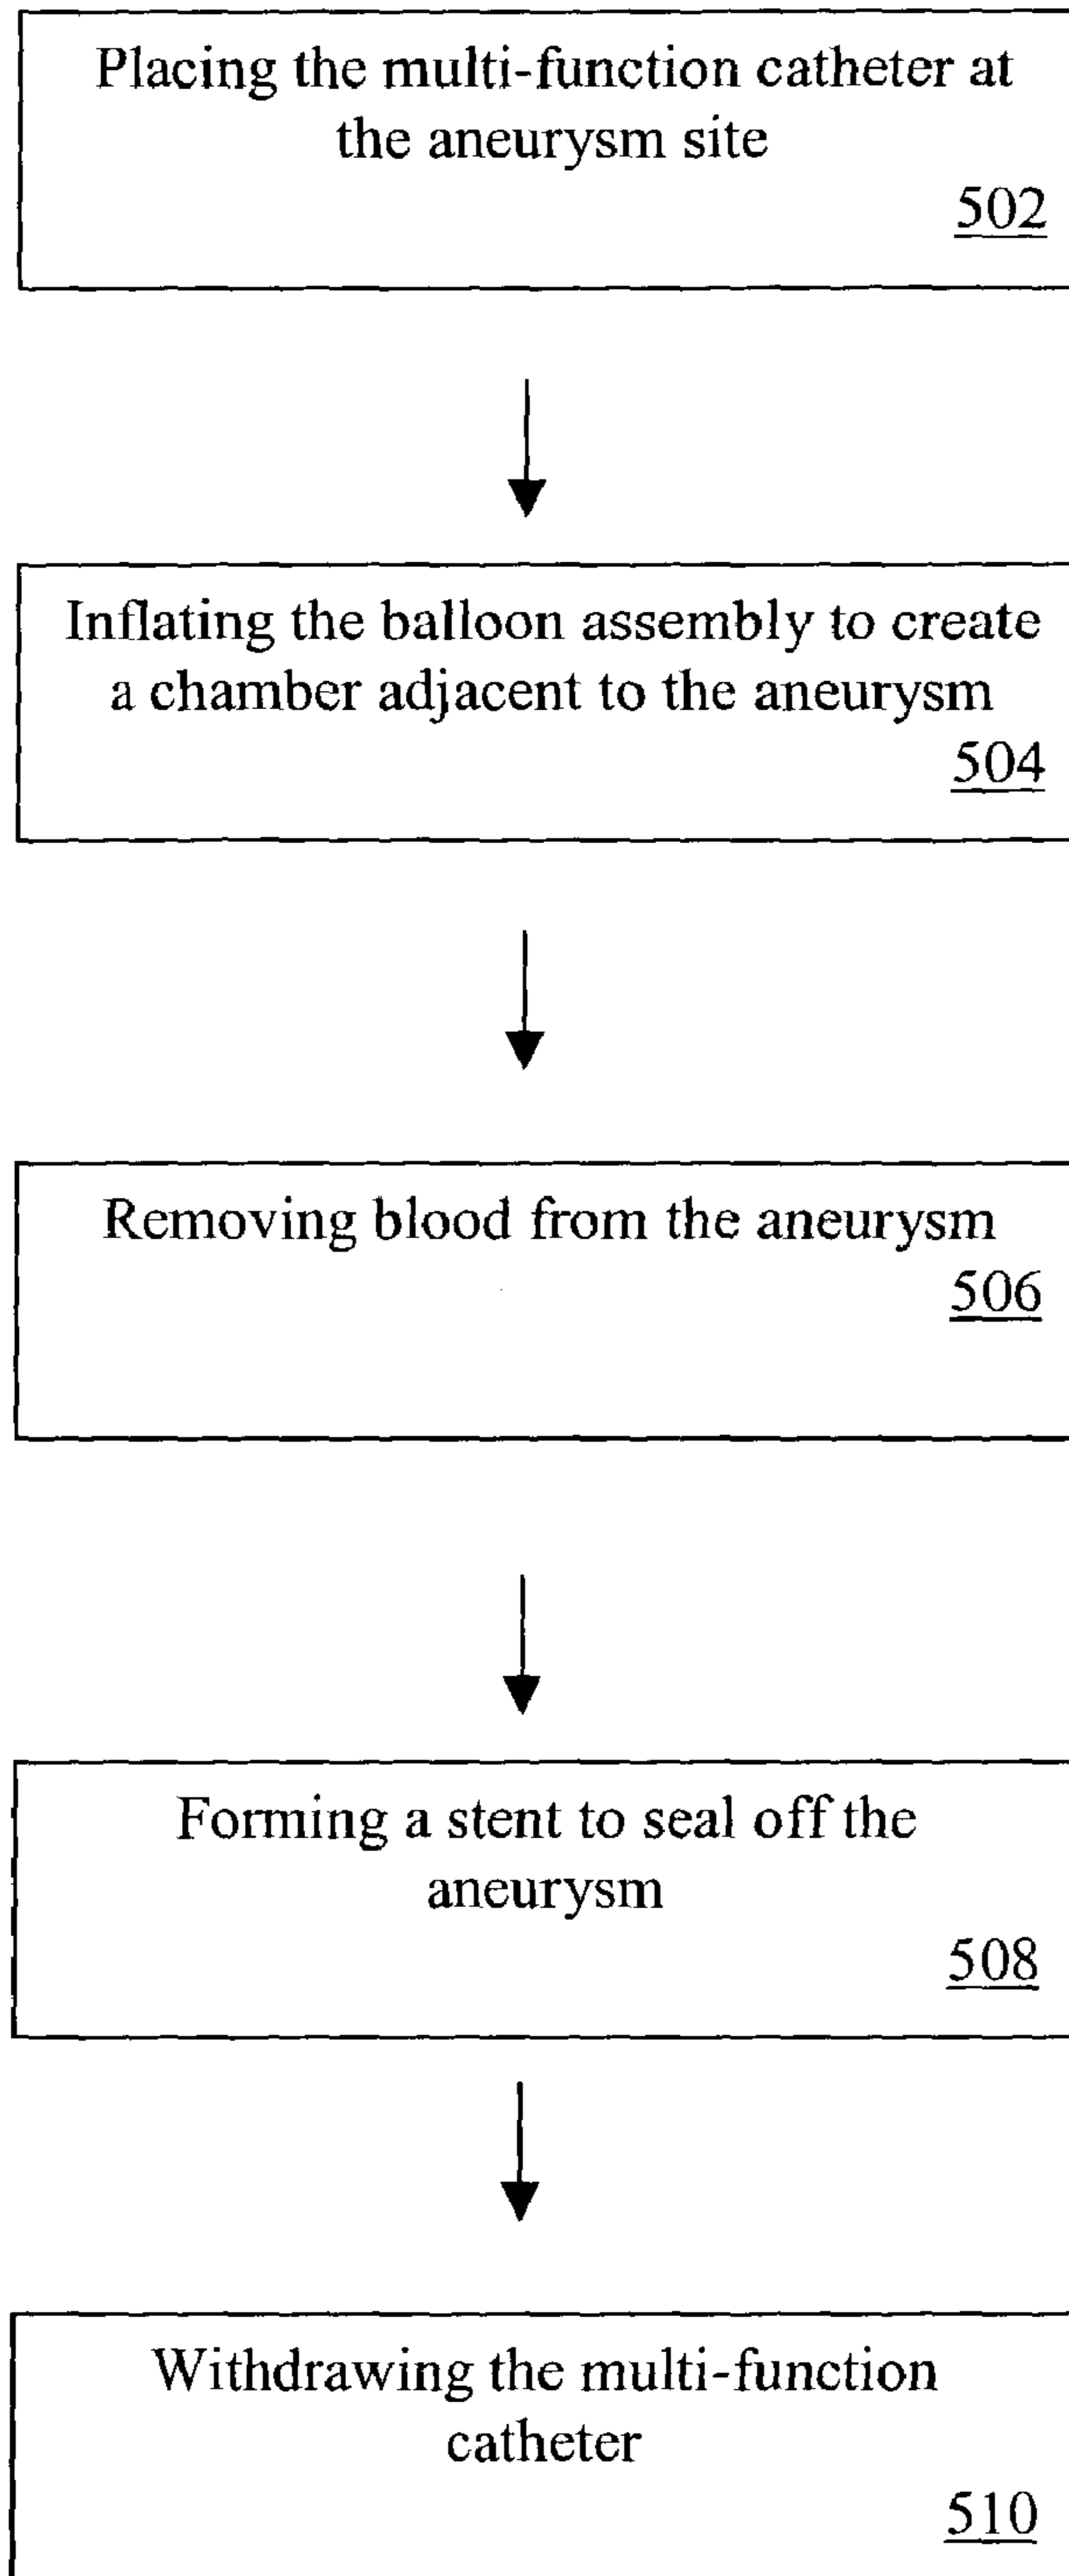 Placing the multi-function catheter at
the aneurysm site
502
Inflating the balloon assembly to create
a chamber adjacent to the aneurysm
504
Removing blood from the aneurysm
506
Forming a stent to seal off the
aneurysm
508
Withdrawing the multi-function
catheter
510